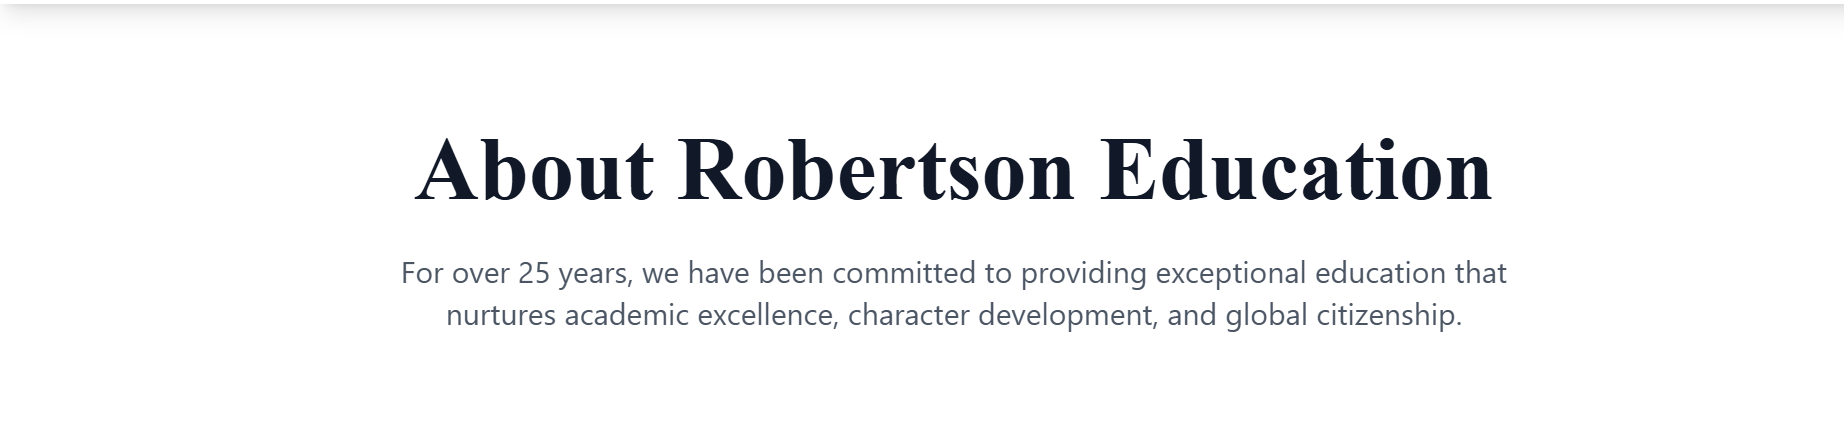 About Robertson Education
For over 25 years, we have been committed to providing exceptional education that
nurtures academic excellence, character development, and global citizenship.